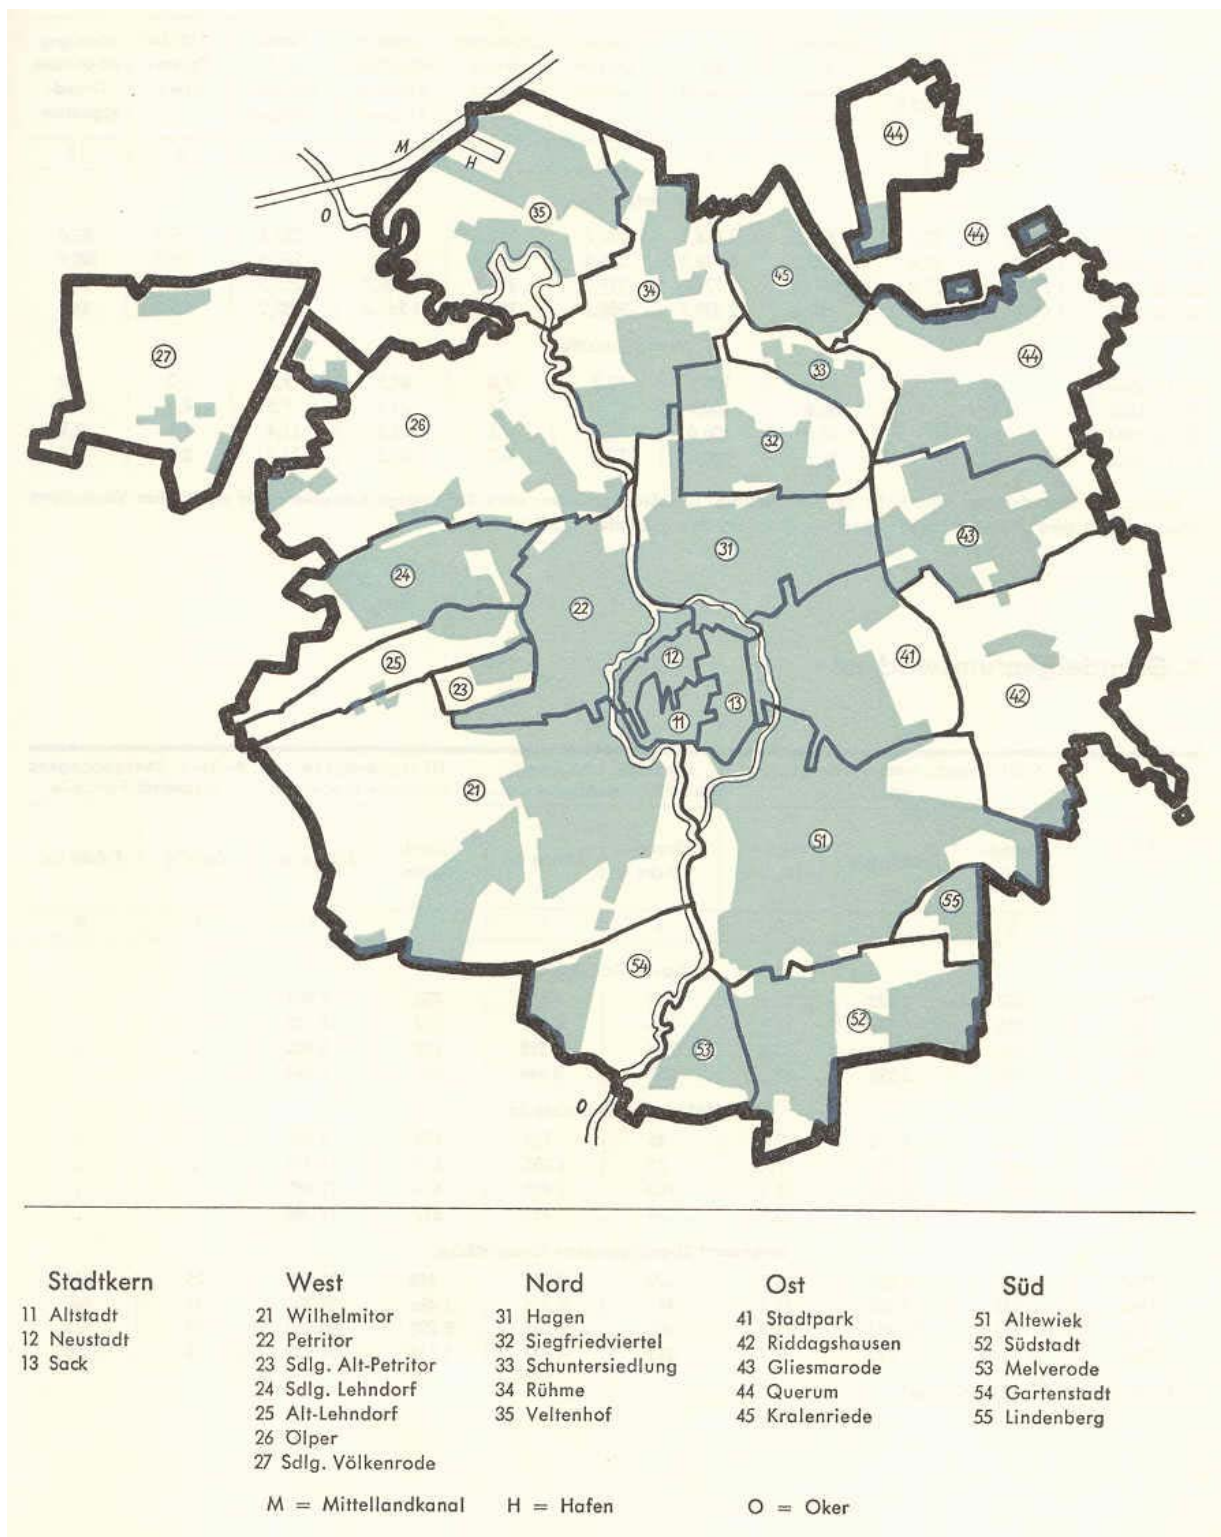 44
M
H
O
35
44
45
34
27
44
33
26
32
31
43
24
22
12
41
25
23
13
42
11
21
51
55
54
52
53
O
Stadtkern
11 Altstadt
12 Neustadt
13 Sack
West
21 Wilhelmitor
22 Petritor
23 Sdlg. Alt-Petritor
24 Sdlg. Lehndorf
25 Alt-Lehndorf
26 Ölper
27 Sdlg. Völkenrode
Nord
31 Hagen
32 Siegfriedviertel
33 Schuntersiedlung
34 Rühme
35 Veltenhof
Ost
41 Stadtpark
42 Riddagshausen
43 Gliesmarode
44 Querum
45 Kralenriede
Süd
51 Altewiek
52 Südstadt
53 Melverode
54 Gartenstadt
55 Lindenberg
M = Mittellandkanal H = Hafen O = Oker